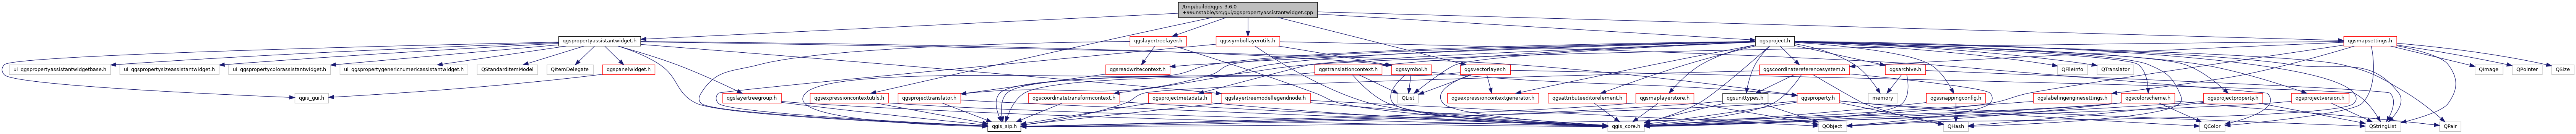 /tmp/build/qgis-3.6.0
+99unstable/src/gui/qgspropertyassistantwidget.cpp
qgspropertyassistantwidget.h
qgslayertreelayer.h
qgssymbollayerutils.h
qgsproject.h
qgsmapsettings.h
ui_qgspropertyassistantwidgetbase.h
ui_qgspropertysizeassistantwidget.h
ui_qgspropertycolorassistantwidget.h
ui_qgspropertygenericnumericassistantwidget.h
QStandardItemModel
QItemDelegate
qgspanelwidget.h
qgsreadwritecontext.h
qgstranslationcontext.h
qgssymbol.h
qgsvectorlayer.h
qgscoordinatereferencesystem.h
qgsarchive.h
QFileInfo
QTranslator
QImage
QPointer
QSize
qgis_gui.h
qgslayertreegroup.h
qgsexpressioncontextutils.h
qgsprojecttranslator.h
qgscoordinatetransformcontext.h
qgsprojectmetadata.h
qgslayertreemodellegendnode.h
QList
qgsexpressioncontextgenerator.h
qgsattributeeditorelement.h
qgsmaplayerstore.h
qgsunittypes.h
qgsproperty.h
memory
qgssnappingconfig.h
qgslabelingenginesettings.h
qgscolorscheme.h
qgsprojectproperty.h
qgsprojectversion.h
qgis_sip.h
qgis_core.h
QObject
QHash
QColor
QStringList
QPair